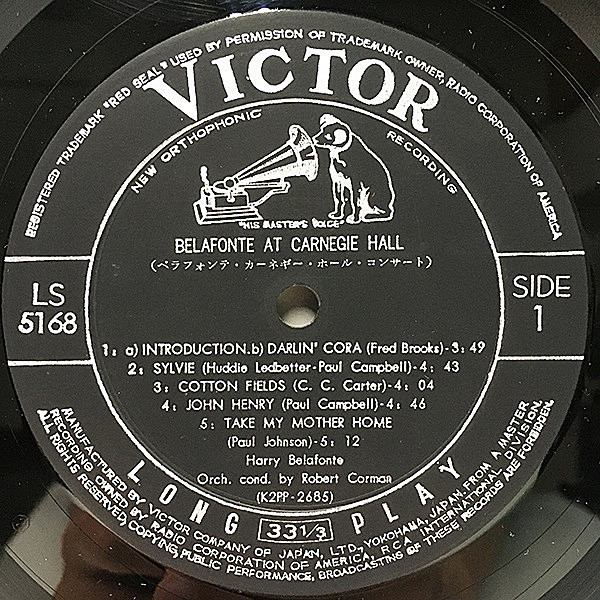 REGISTERED TRADEMARK "RED SEAL" USED BY PERMISSION OF TRADEMARK OWNER, RADIO CORPORATION OF AMERICA
VICTOR
NEW ORTHOPHONIC RECORDING
"HIS MASTER'S VOICE"
BELAFONTE AT CARNEGIE HALL
(ベラフォンテ・カーネギー・ホール・コンサート)
LS
5168
SIDE
1
1: a) INTRODUCTION. b) DARLIN' CORA (Fred Brooks)-3: 49
2: SYLVIE (Huddie Ledbetter-Paul Campbell)-4: 43
3: COTTON FIELDS (C. C. Carter)-4: 04
4: JOHN HENRY (Paul Campbell)-4: 46
5: TAKE MY MOTHER HOME
(Paul Johnson)-5: 12
Harry Belafonte
Orch. cond. by Robert Corman
(K2PP-2685)
LONG 33 1/3 PLAY
MANUFACTURED BY VICTOR COMPANY OF JAPAN, LTD., YOKOHAMA, JAPAN, FROM A MASTER
RECORDING OWNED BY RADIO CORPORATION OF AMERICA, RCA INTERNATIONAL DIVISION.
ALL RIGHTS RESERVED, COPYING, PUBLIC PERFORMANCE, BROADCASTING OF THESE RECORDS ARE FORBIDDEN.